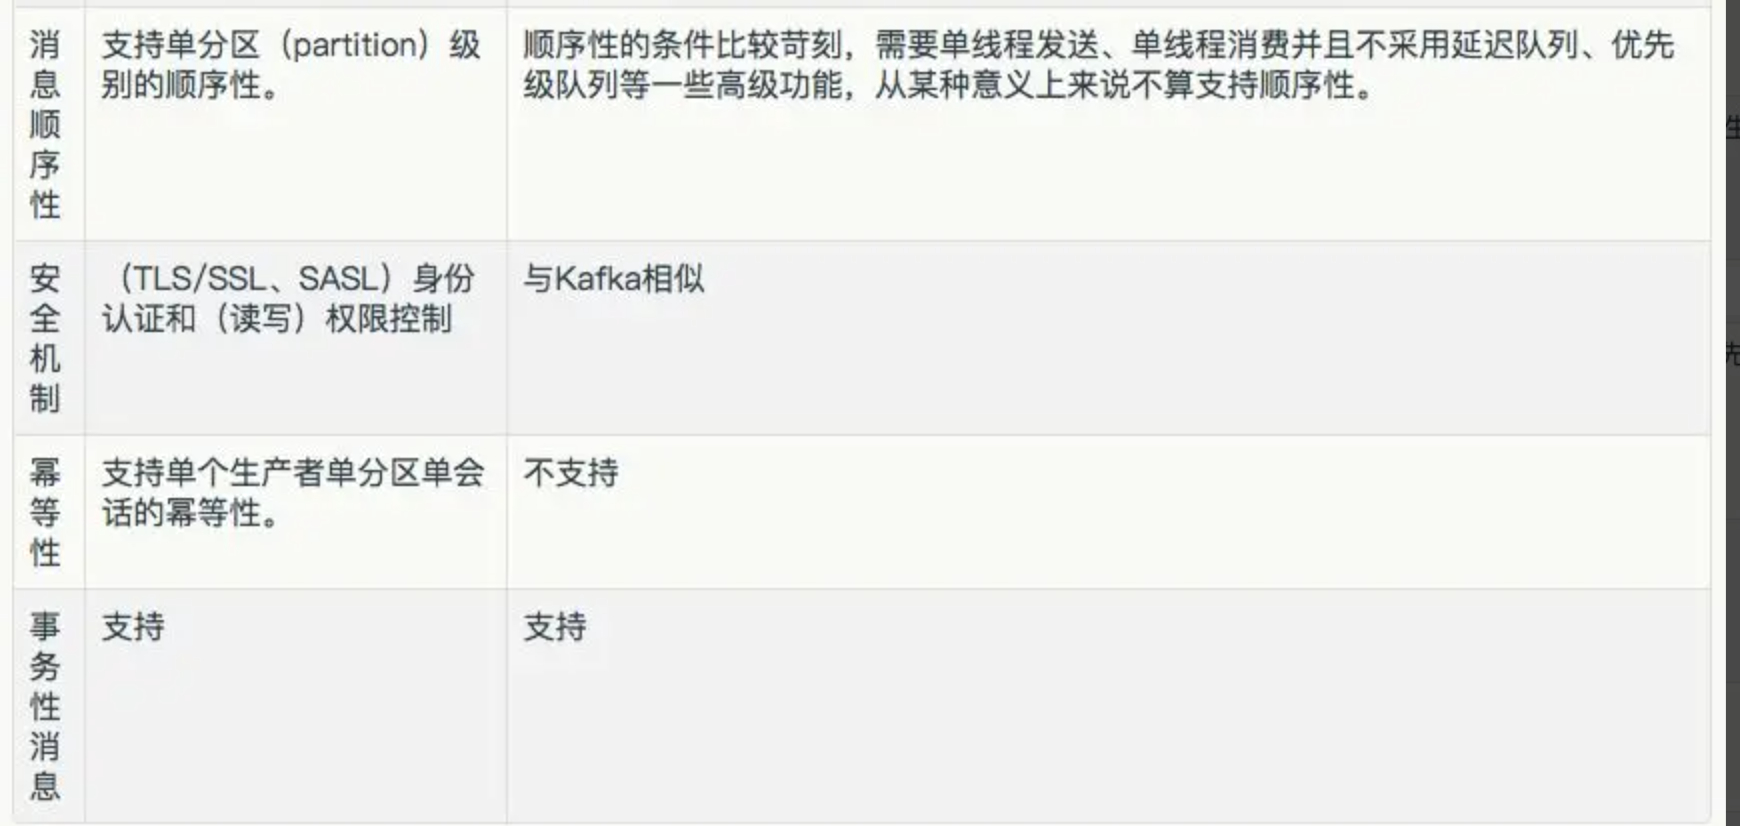 消
息
顺
序
性
支持单分区（partition）级
别的顺序性。
顺序性的条件比较苛刻，需要单线程发送、单线程消费并且不采用延迟队列、优先
级队列等一些高级功能，从某种意义上来说不算支持顺序性。
安
全
机
制
（TLS/SSL、SASL）身份
认证和（读写）权限控制
与Kafka相似
幂
等
性
支持单个生产者单分区单会
话的幂等性。
不支持
事
务
性
消
息
支持
支持